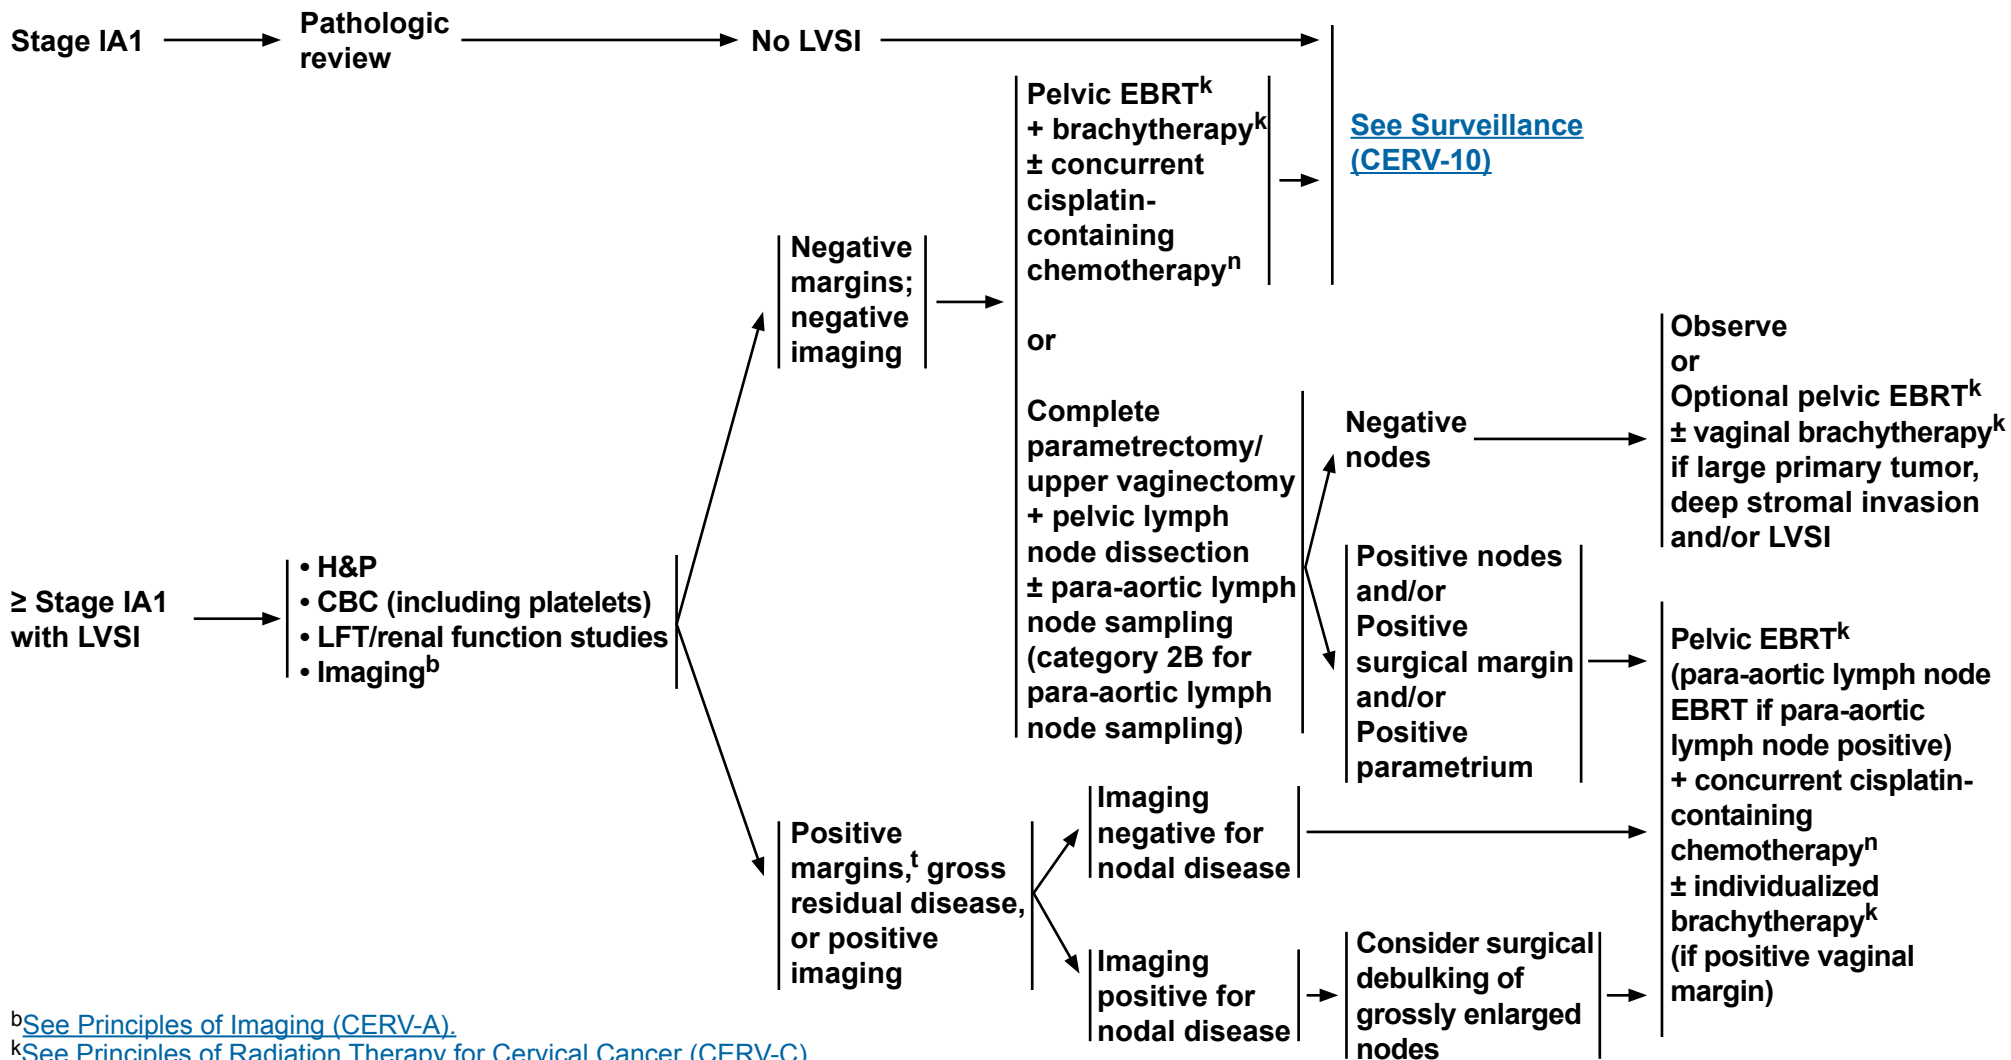 Stage IA1
Pathologic
review
No LVSI
Pelvic EBRTk
+ brachytherapyk
± concurrent
cisplatin-
containing
chemotherapyn
See Surveillance
(CERV-10)
Negative
margins;
negative
imaging
or
Complete
parametrectomy/
upper vaginectomy
+ pelvic lymph
node dissection
± para-aortic lymph
node sampling
(category 2B for
para-aortic lymph
node sampling)
Negative
nodes
Observe
or
Optional pelvic EBRTk
± vaginal brachytherapyk
if large primary tumor,
deep stromal invasion
and/or LVSI
≥ Stage IA1
with LVSI
• H&P
• CBC (including platelets)
• LFT/renal function studies
• Imagingb
Positive nodes
and/or
Positive
surgical margin
and/or
Positive
parametrium
Pelvic EBRTk
(para-aortic lymph node
EBRT if para-aortic
lymph node positive)
+ concurrent cisplatin-
containing
chemotherapyn
± individualized
brachytherapyk
(if positive vaginal
margin)
Positive
margins,t gross
residual disease,
or positive
imaging
Imaging
negative for
nodal disease
Imaging
positive for
nodal disease
Consider surgical
debulking of
grossly enlarged
nodes
bSee Principles of Imaging (CERV-A).
kSee Principles of Radiation Therapy for Cervical Cancer (CERV-C)